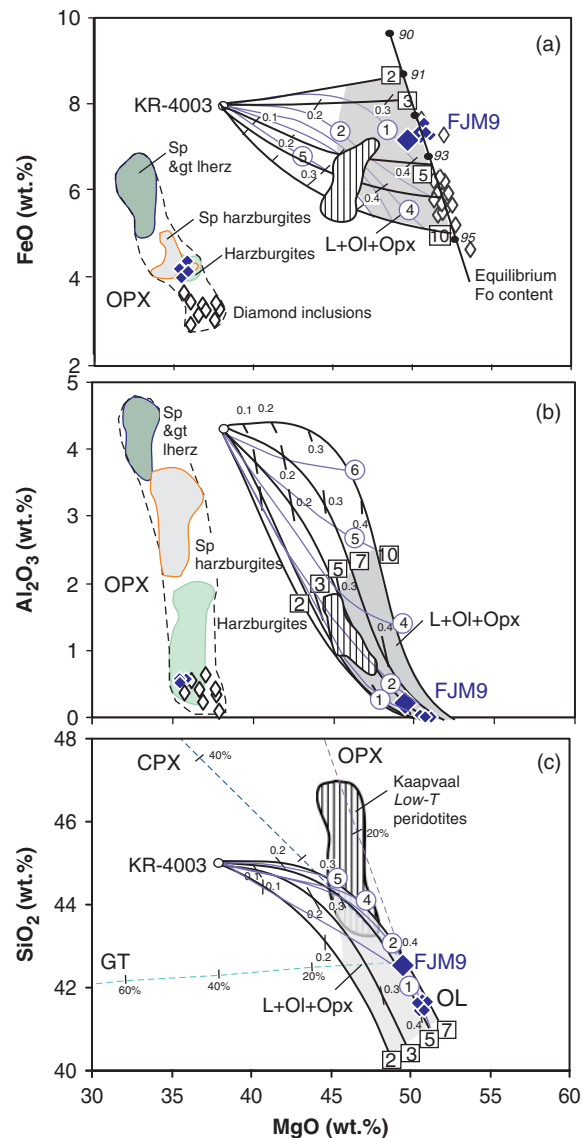 10
(a)
90
91
93
95
2
3
5
10
KR-4003
0.1
0.2
0.2
0.3
0.3
0.4
0.4
2
1
5
4
FJM9
8
Sp
&gt lherz
Sp harzburgites
Harzburgites
OPX
Diamond inclusions
L+Ol+Opx
Equilibrium
Fo content
6
4
2
FeO (wt.%)
5
(b)
0.1 0.2
0.3
0.2
0.2
0.3
0.3
0.4
0.4
6
5
4
2
1
2
3
5
7
10
Sp
&gt
lherz
OPX
Sp
harzburgites
Harzburgites
L+Ol+Opx
FJM9
4
3
2
1
0
Al2O3 (wt.%)
48
(c)
CPX
40%
OPX
Kaapvaal
Low-T
peridotites
20%
KR-4003
0.2
0.3
0.1
0.1
0.2
0.3
0.2
0.4
0.3
0.4
5
4
3
2
1
FJM9
GT
60%
40%
20%
L+Ol+Opx
OL
2
3
5
7
46
44
42
40
SiO2 (wt.%)
30 35 40 45 50 55 60
MgO (wt.%)